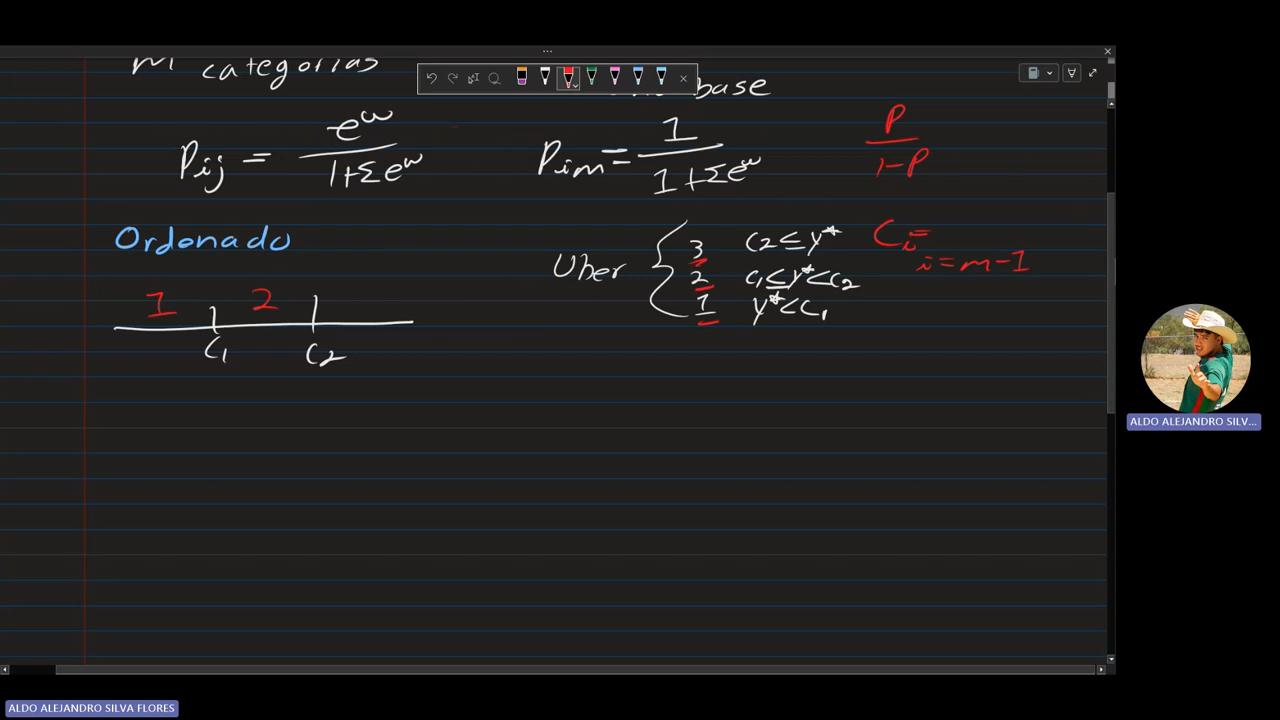 m categorías
base
Pij = e^w / 1+Σe^w
Pim = 1 / 1+Σe^w
P / 1-P
Ordenado
Uber { 3 c2 ≤ y*
2 c1 ≤ y* < c2
1 y* < c1
Ci =
i = m-1
1 2
c1 c2
ALDO ALEJANDRO SILV...
ALDO ALEJANDRO SILVA FLORES